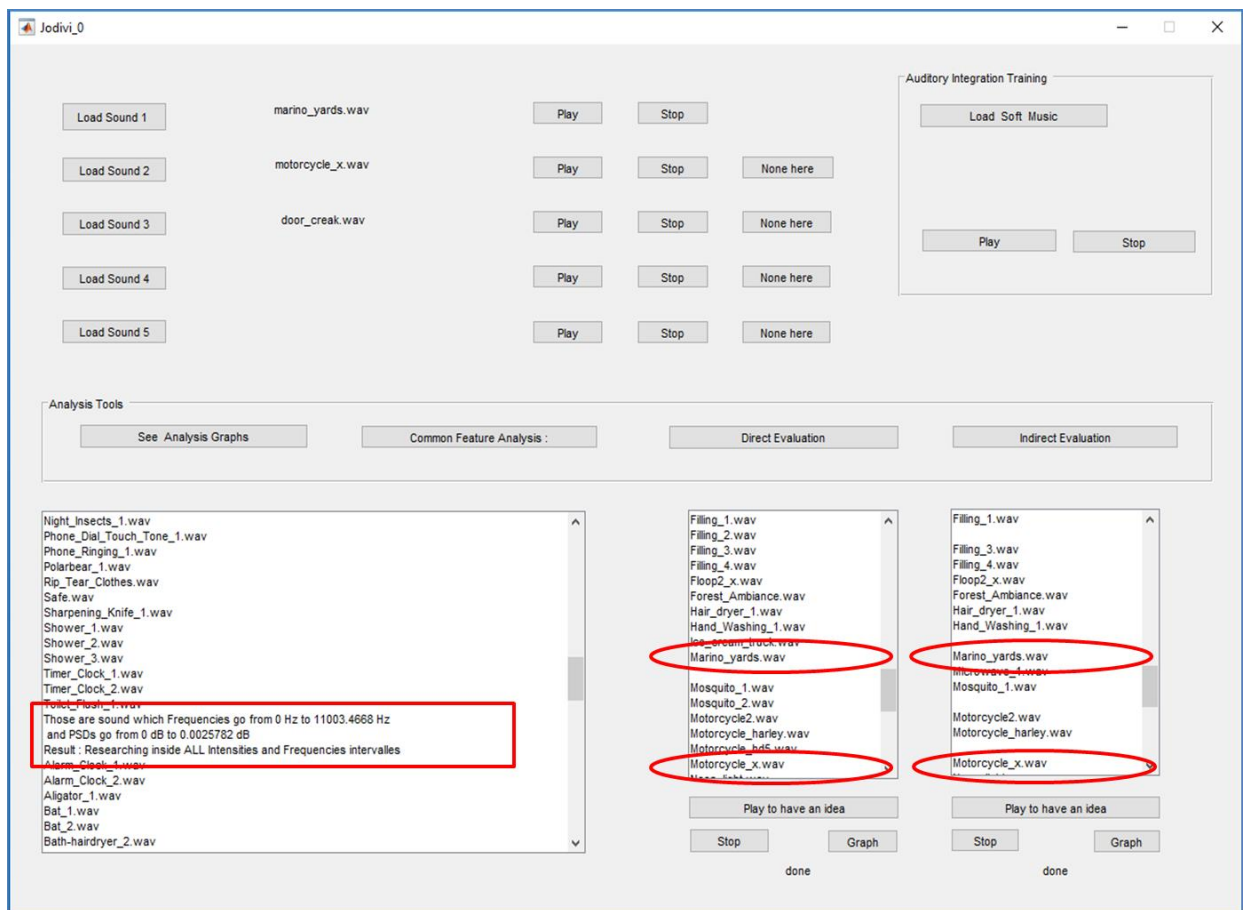 Jodivi_0
Auditory Integration Training
Load Sound 1
marino_yards.wav
Play
Stop
Load Soft Music
Load Sound 2
motorcycle_x.wav
Play
Stop
None here
Load Sound 3
door_creak.wav
Play
Stop
None here
Play
Stop
Load Sound 4
Play
Stop
None here
Load Sound 5
Play
Stop
None here
Analysis Tools
See Analysis Graphs
Common Feature Analysis :
Direct Evaluation
Indirect Evaluation
Night_Insects_1.wav
Phone_Dial_Touch_Tone_1.wav
Phone_Ringing_1.wav
Polarbear_1.wav
Rip_Tear_Clothes.wav
Safe.wav
Sharpening_Knife_1.wav
Shower_1.wav
Shower_2.wav
Shower_3.wav
Timer_Clock_1.wav
Timer_Clock_2.wav
Toilet_Flush_1.wav
Those are sound which Frequencies go from 0 Hz to 11003.4668 Hz
and PSDs go from 0 dB to 0.0025782 dB
Result : Researching inside ALL Intensities and Frequencies intervalles
Alarm_Clock_1.wav
Alarm_Clock_2.wav
Aligator_1.wav
Bat_1.wav
Bat_2.wav
Bath-hairdryer_2.wav
Filling_1.wav
Filling_2.wav
Filling_3.wav
Filling_4.wav
Floop2_x.wav
Forest_Ambiance.wav
Hair_dryer_1.wav
Hand_Washing_1.wav
Ice_cream_truck.wav
Marino_yards.wav
Mosquito_1.wav
Mosquito_2.wav
Motorcycle2.wav
Motorcycle_harley.wav
Motorcycle_hd5.wav
Motorcycle_x.wav
Play to have an idea
Stop
Graph
done
Filling_1.wav
Filling_3.wav
Filling_4.wav
Floop2_x.wav
Forest_Ambiance.wav
Hair_dryer_1.wav
Hand_Washing_1.wav
Marino_yards.wav
Microwave_1.wav
Mosquito_1.wav
Motorcycle2.wav
Motorcycle_harley.wav
Motorcycle_x.wav
Play to have an idea
Stop
Graph
done